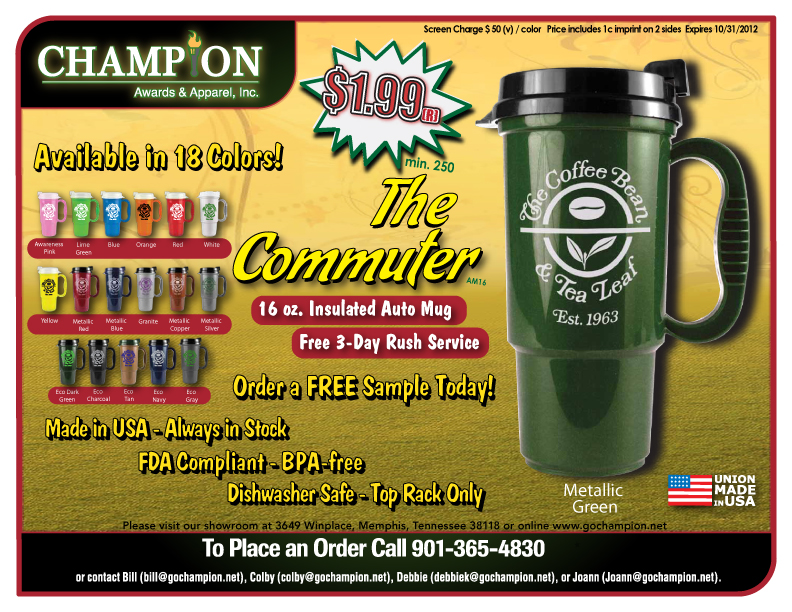 Screen Charge $ 50 (v) / color   Price includes 1c imprint on 2 sides  Expires 10/31/2012
CHAMPION
Awards & Apparel, Inc.
$1.99(R)
min. 250
Available in 18 Colors!
The
Commuter
AM16
Awareness Pink
Lime Green
Blue
Orange
Red
White
Yellow
Metallic Red
Metallic Blue
Granite
Metallic Copper
Metallic Silver
Eco Dark Green
Eco Charcoal
Eco Tan
Eco Navy
Eco Gray
16 oz. Insulated Auto Mug
Free 3-Day Rush Service
Order a FREE Sample Today!
Made in USA - Always in Stock
FDA Compliant - BPA-free
Dishwasher Safe - Top Rack Only
The Coffee Bean
& Tea Leaf
Est. 1963
Metallic
Green
UNION
MADE
IN USA
Please visit our showroom at 3649 Winplace, Memphis, Tennessee 38118 or online www.gochampion.net
To Place an Order Call 901-365-4830
or contact Bill (bill@gochampion.net), Colby (colby@gochampion.net), Debbie (debbiek@gochampion.net), or Joann (Joann@gochampion.net).